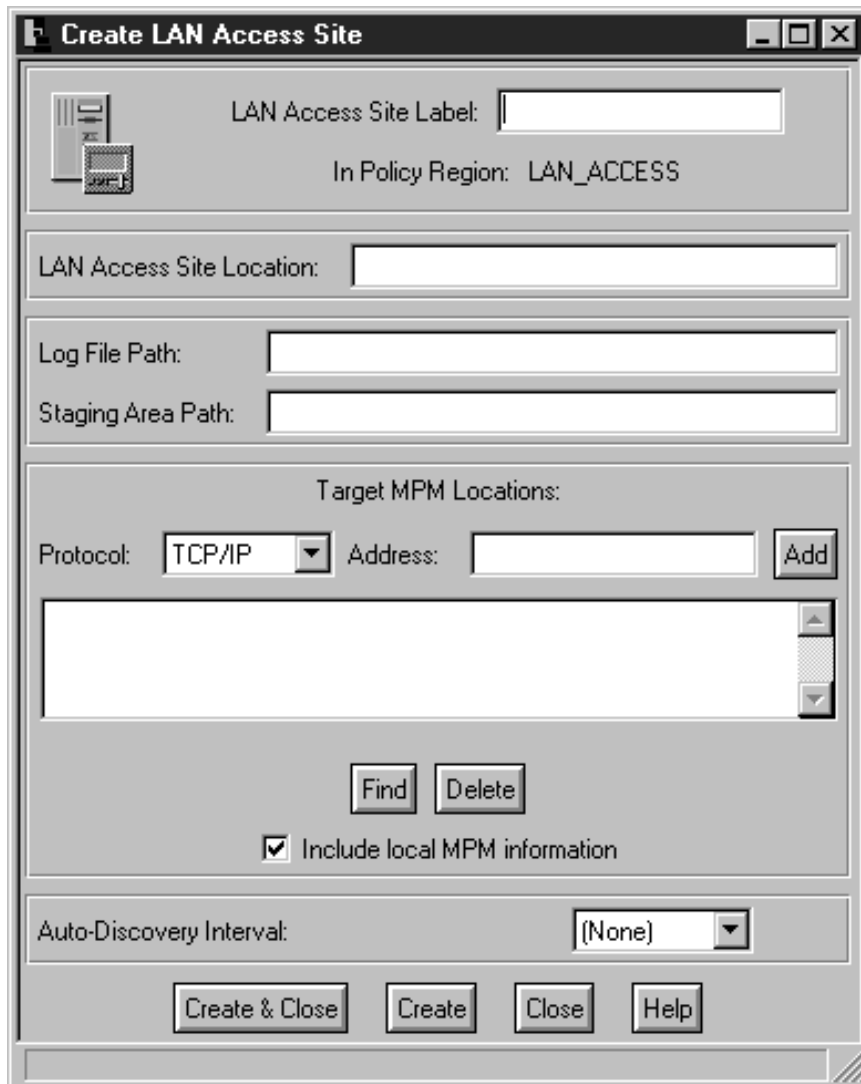 Create LAN Access Site
LAN Access Site Label:
In Policy Region: LAN_ACCESS
LAN Access Site Location:
Log File Path:
Staging Area Path:
Target MPM Locations:
Protocol: TCP/IP Address: Add
Find Delete
Include local MPM information
Auto-Discovery Interval: (None)
Create & Close Create Close Help